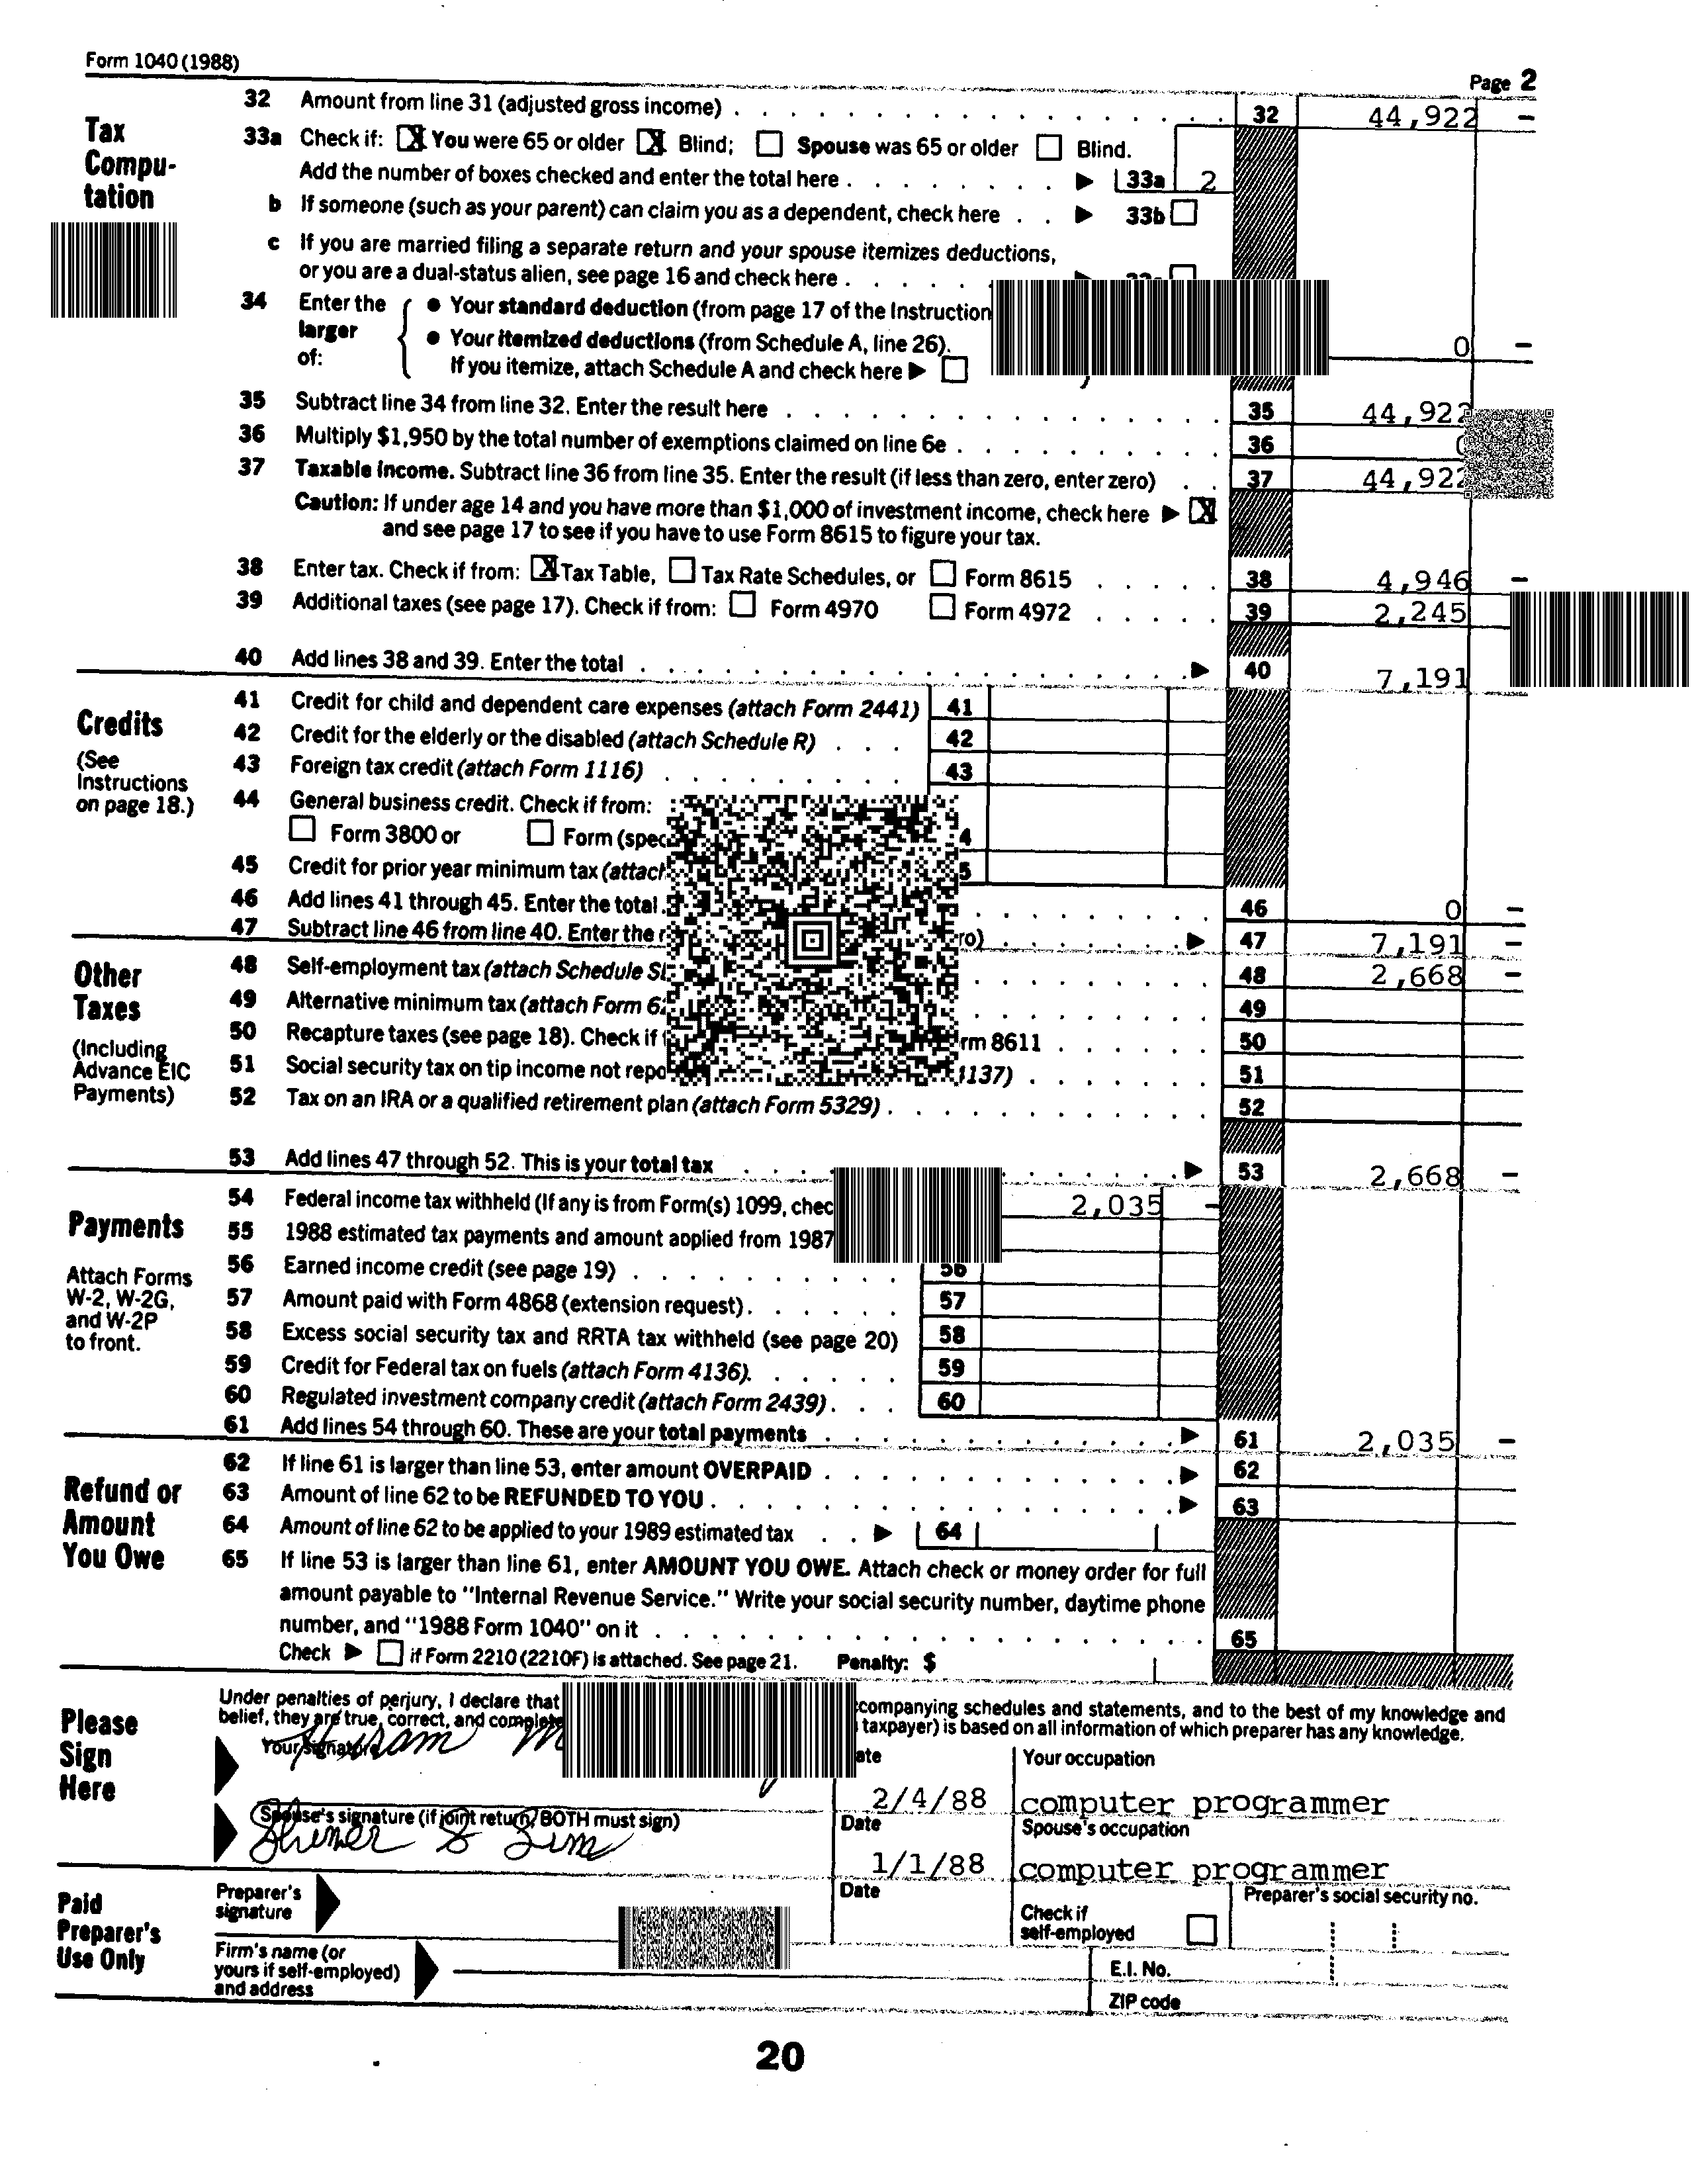 Form 1040 (1988)
Page 2
Tax Compu-tation
32 Amount from line 31 (adjusted gross income) . . . 32 44,922 –
33a Check if: [X] You were 65 or older [X] Blind; [ ] Spouse was 65 or older [ ] Blind.
Add the number of boxes checked and enter the total here . . . ▶ 33a 2
b If someone (such as your parent) can claim you as a dependent, check here . . ▶ 33b [ ]
c If you are married filing a separate return and your spouse itemizes deductions,
or you are a dual-status alien, see page 16 and check here . . .
34 Enter the larger of: { ● Your standard deduction (from page 17 of the Instruction
● Your itemized deductions (from Schedule A, line 26).
If you itemize, attach Schedule A and check here ▶ [ ]
0 –
35 Subtract line 34 from line 32. Enter the result here . . . 35 44,922
36 Multiply $1,950 by the total number of exemptions claimed on line 6e . . . 36
37 Taxable income. Subtract line 36 from line 35. Enter the result (if less than zero, enter zero) . . 37 44,922
Caution: If under age 14 and you have more than $1,000 of investment income, check here ▶ [X]
and see page 17 to see if you have to use Form 8615 to figure your tax.
38 Enter tax. Check if from: [X] Tax Table, [ ] Tax Rate Schedules, or [ ] Form 8615 . . . 38 4,946 –
39 Additional taxes (see page 17). Check if from: [ ] Form 4970 [ ] Form 4972 . . . 39 2,245
40 Add lines 38 and 39. Enter the total . . . ▶ 40 7,191
Credits
(See Instructions on page 18.)
41 Credit for child and dependent care expenses (attach Form 2441) 41
42 Credit for the elderly or the disabled (attach Schedule R) . . . 42
43 Foreign tax credit (attach Form 1116) . . . 43
44 General business credit. Check if from:
[ ] Form 3800 or [ ] Form (spec 4
45 Credit for prior year minimum tax (attach 5
46 Add lines 41 through 45. Enter the total . . . 46 0 –
47 Subtract line 46 from line 40. Enter the ro) . . . ▶ 47 7,191 –
Other Taxes
(Including Advance EIC Payments)
48 Self-employment tax (attach Schedule . . . 48 2,668 –
49 Alternative minimum tax (attach Form . . . 49
50 Recapture taxes (see page 18). Check if rm 8611 . . . 50
51 Social security tax on tip income not repo 1137) . . . 51
52 Tax on an IRA or a qualified retirement plan (attach Form 5329) . . . 52
53 Add lines 47 through 52. This is your total tax . . . ▶ 53 2,668 –
Payments
Attach Forms W-2, W-2G, and W-2P to front.
54 Federal income tax withheld (If any is from Form(s) 1099, chec 2,035 –
55 1988 estimated tax payments and amount applied from 1987
56 Earned income credit (see page 19) . . . 56
57 Amount paid with Form 4868 (extension request) . . . 57
58 Excess social security tax and RRTA tax withheld (see page 20) 58
59 Credit for Federal tax on fuels (attach Form 4136). . . . 59
60 Regulated investment company credit (attach Form 2439) . . . 60
61 Add lines 54 through 60. These are your total payments . . . ▶ 61 2,035 –
Refund or Amount You Owe
62 If line 61 is larger than line 53, enter amount OVERPAID . . . ▶ 62
63 Amount of line 62 to be REFUNDED TO YOU . . . ▶ 63
64 Amount of line 62 to be applied to your 1989 estimated tax . . ▶ 64
65 If line 53 is larger than line 61, enter AMOUNT YOU OWE. Attach check or money order for full
amount payable to "Internal Revenue Service." Write your social security number, daytime phone
number, and "1988 Form 1040" on it . . . 65
Check ▶ [ ] if Form 2210 (2210F) is attached. See page 21. Penalty: $
Please Sign Here
Under penalties of perjury, I declare that companying schedules and statements, and to the best of my knowledge and
belief, they are true, correct, and complete taxpayer) is based on all information of which preparer has any knowledge.
Your signature ate Your occupation
2/4/88 computer programmer
Spouse's signature (if joint return, BOTH must sign) Date Spouse's occupation
1/1/88 computer programmer
Paid Preparer's Use Only
Preparer's signature Date Check if self-employed [ ] Preparer's social security no.
Firm's name (or yours if self-employed) and address E.I. No.
ZIP code
20